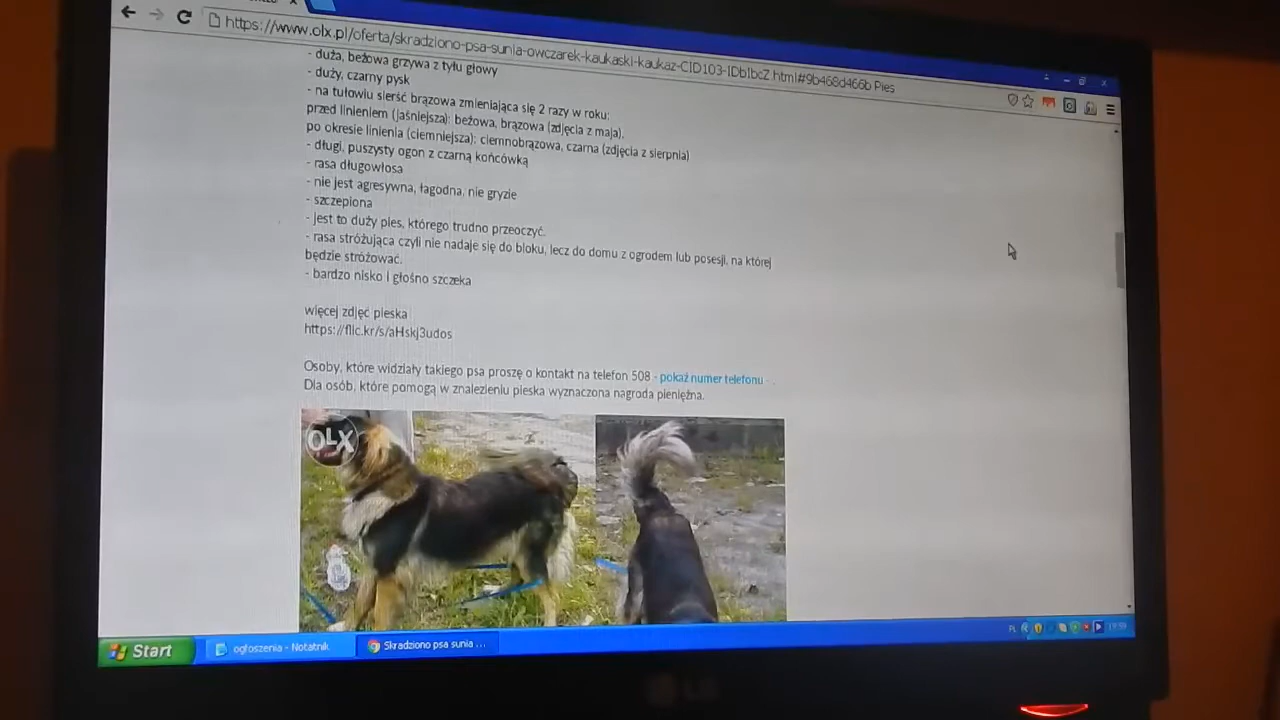 https://www.olx.pl/oferta/skradziono-psa-sunia-owczarek-kaukaski-kaukaz-CID103-IDb1bcZ.html#9b468d466b Pies
- duża, beżowa grzywa z tyłu głowy
- duży, czarny pysk
- na tułowiu sierść brązowa zmieniająca się 2 razy w roku:
przed linieniem (jaśniejsza): beżowa, brązowa (zdjęcia z maja),
po okresie linienia (ciemniejsza): ciemnobrązowa, czarna (zdjęcia z sierpnia)
- długi, puszysty ogon z czarną końcówką
- rasa długowłosa
- nie jest agresywna, łagodna, nie gryzie
- szczepiona
- jest to duży pies, którego trudno przeoczyć.
- rasa stróżująca czyli nie nadaje się do bloku, lecz do domu z ogrodem lub posesji, na której
będzie stróżować.
- bardzo nisko i głośno szczeka
więcej zdjęć pieska
https://flic.kr/s/aHskj3udos
Osoby, które widziały takiego psa proszę o kontakt na telefon 508 - pokaż numer telefonu - .
Dla osób, które pomogą w znalezieniu pieska wyznaczona nagroda pieniężna.
OLX
Start
ogłoszenia - Notatnik
Skradziono psa sunia ...
PL
19:59
LG